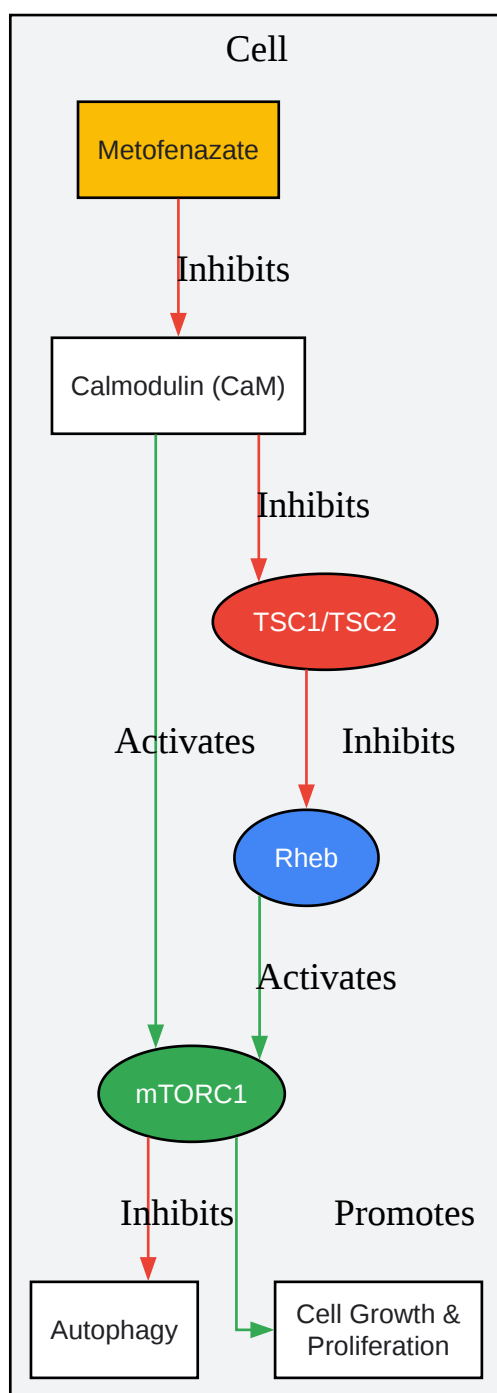 Cell
Metofenazate
Inhibits
Calmodulin (CaM)
Inhibits
TSC1/TSC2
Activates
Inhibits
Rheb
Activates
mTORC1
Inhibits
Promotes
Autophagy
Cell Growth &
Proliferation